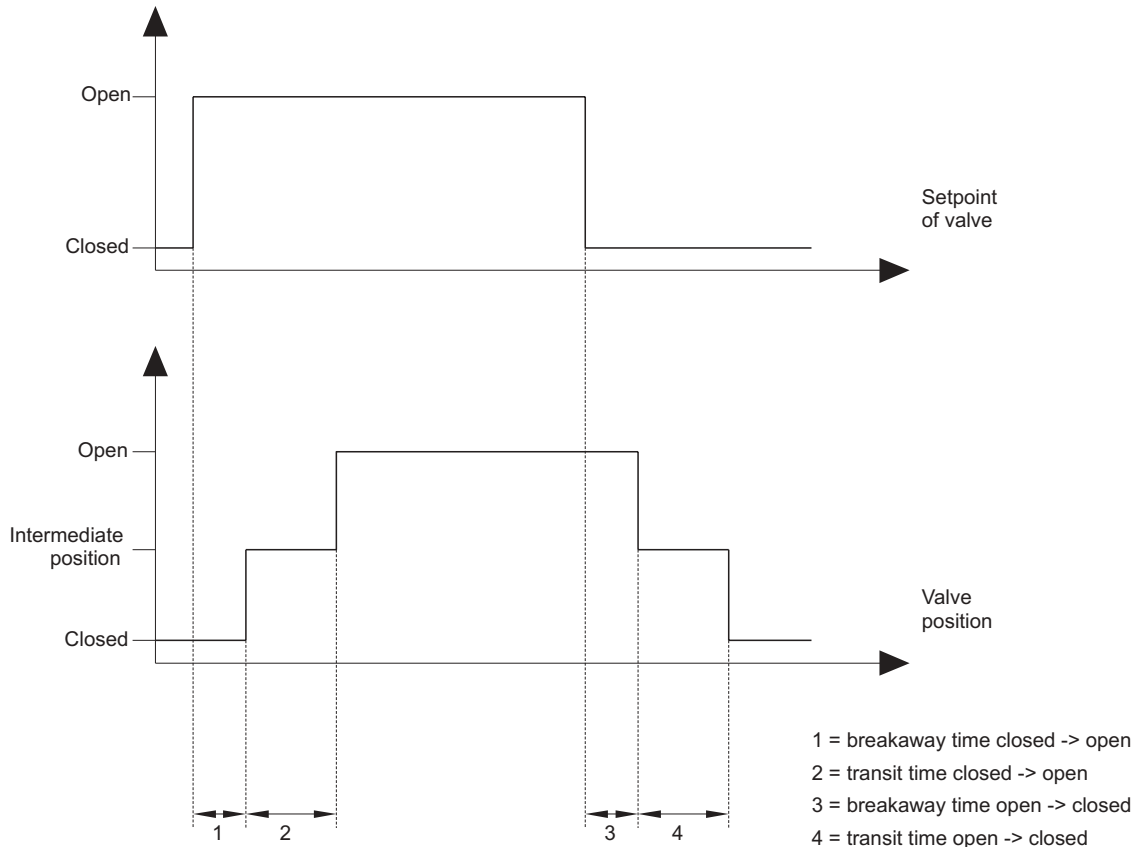 Open
Closed
Setpoint
of valve
Open
Intermediate
position
Closed
Valve
position
1 = breakaway time closed -> open
2 = transit time closed -> open
3 = breakaway time open -> closed
4 = transit time open -> closed
1
2
3
4